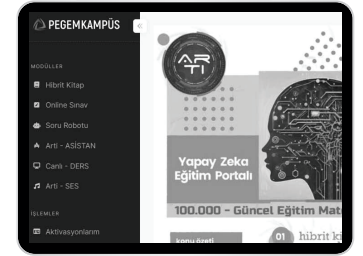 PEGEMKAMPÜS
MODÜLLER
Hibrit Kitap
Online Sınav
Soru Robotu
Arti - ASİSTAN
Canlı - DERS
Arti - SES
İŞLEMLER
Aktivasyonlarım
ARTI
Yapay Zeka
Eğitim Portalı
100.000 - Güncel Eğitim Mat
konu özeti
01 hibrit ki